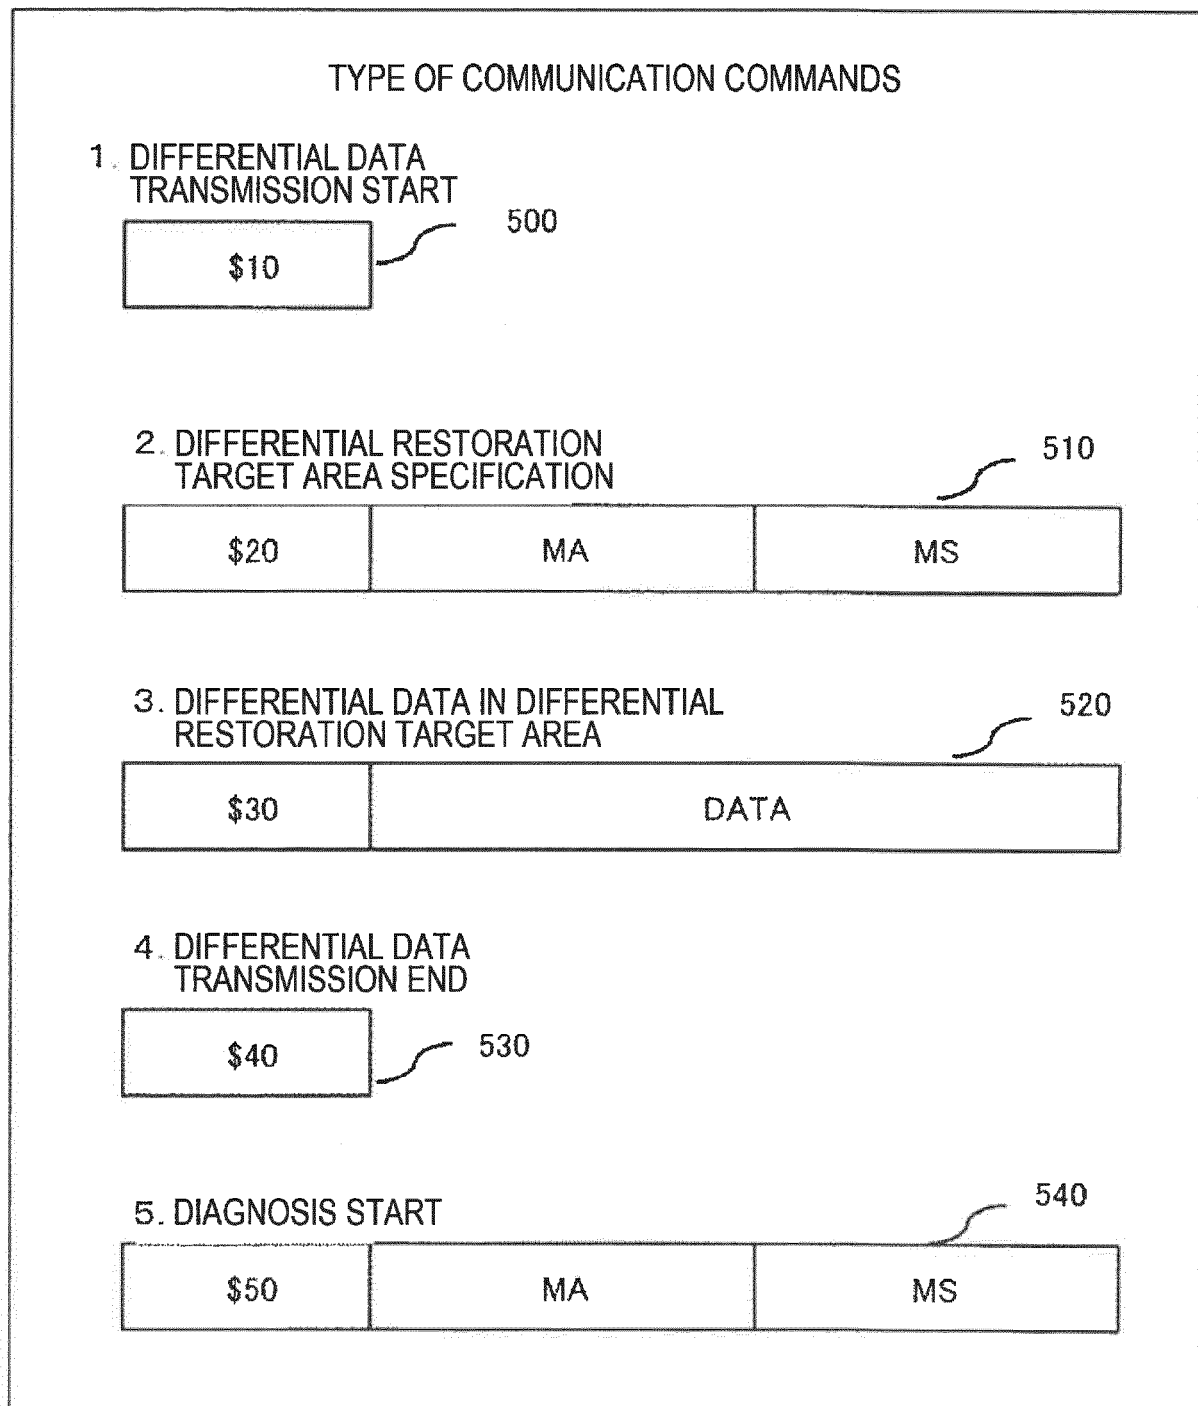 TYPE OF COMMUNICATION COMMANDS
1. DIFFERENTIAL DATA
TRANSMISSION START
500
$10
2. DIFFERENTIAL RESTORATION
TARGET AREA SPECIFICATION
510
$20 MA MS
3. DIFFERENTIAL DATA IN DIFFERENTIAL
RESTORATION TARGET AREA
520
$30 DATA
4. DIFFERENTIAL DATA
TRANSMISSION END
$40
530
5. DIAGNOSIS START
540
$50 MA MS